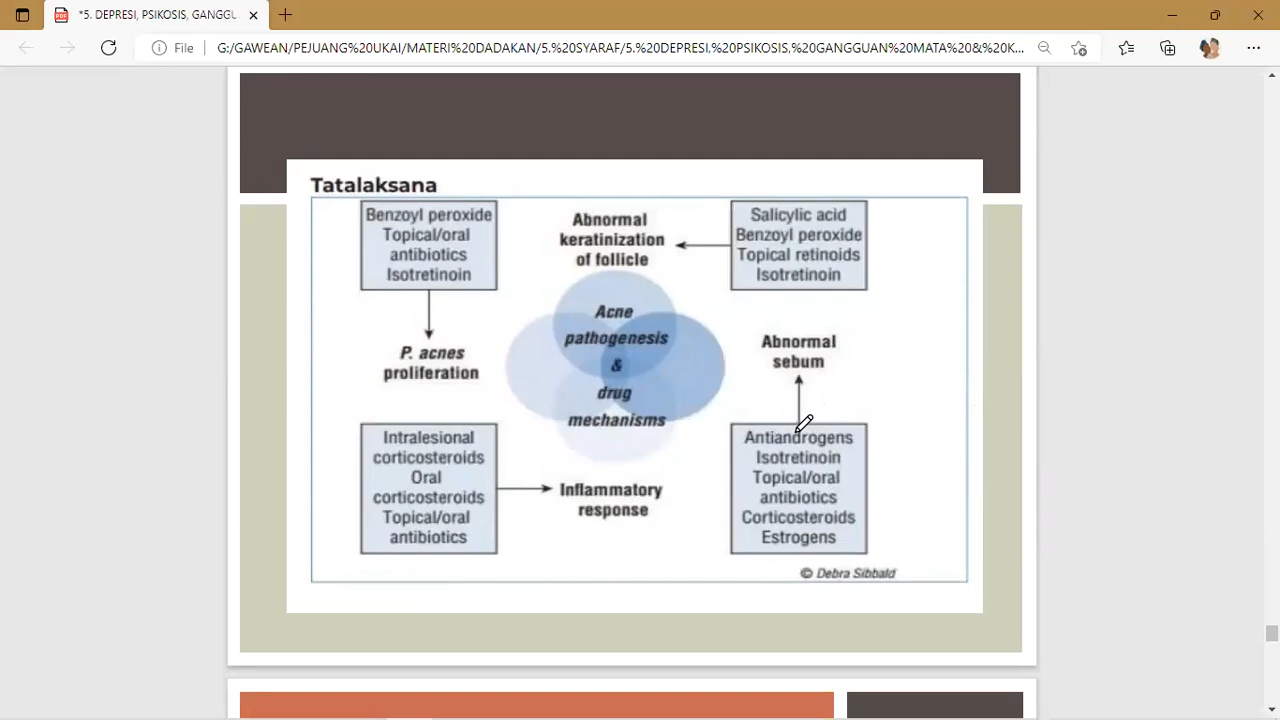 *5. DEPRESI, PSIKOSIS, GANGGU
File
G:/GAWEAN/PEJUANG%20UKAI/MATERI%20DADAKAN/5.%20SYARAF/5.%20DEPRESI,%20PSIKOSIS,%20GANGGUAN%20MATA%20&%20K...
Tatalaksana
Benzoyl peroxide
Topical/oral
antibiotics
Isotretinoin
Abnormal
keratinization
of follicle
Salicylic acid
Benzoyl peroxide
Topical retinoids
Isotretinoin
P. acnes
proliferation
Acne
pathogenesis
&
drug
mechanisms
Abnormal
sebum
Intralesional
corticosteroids
Oral
corticosteroids
Topical/oral
antibiotics
Inflammatory
response
Antiandrogens
Isotretinoin
Topical/oral
antibiotics
Corticosteroids
Estrogens
© Debra Sibbald